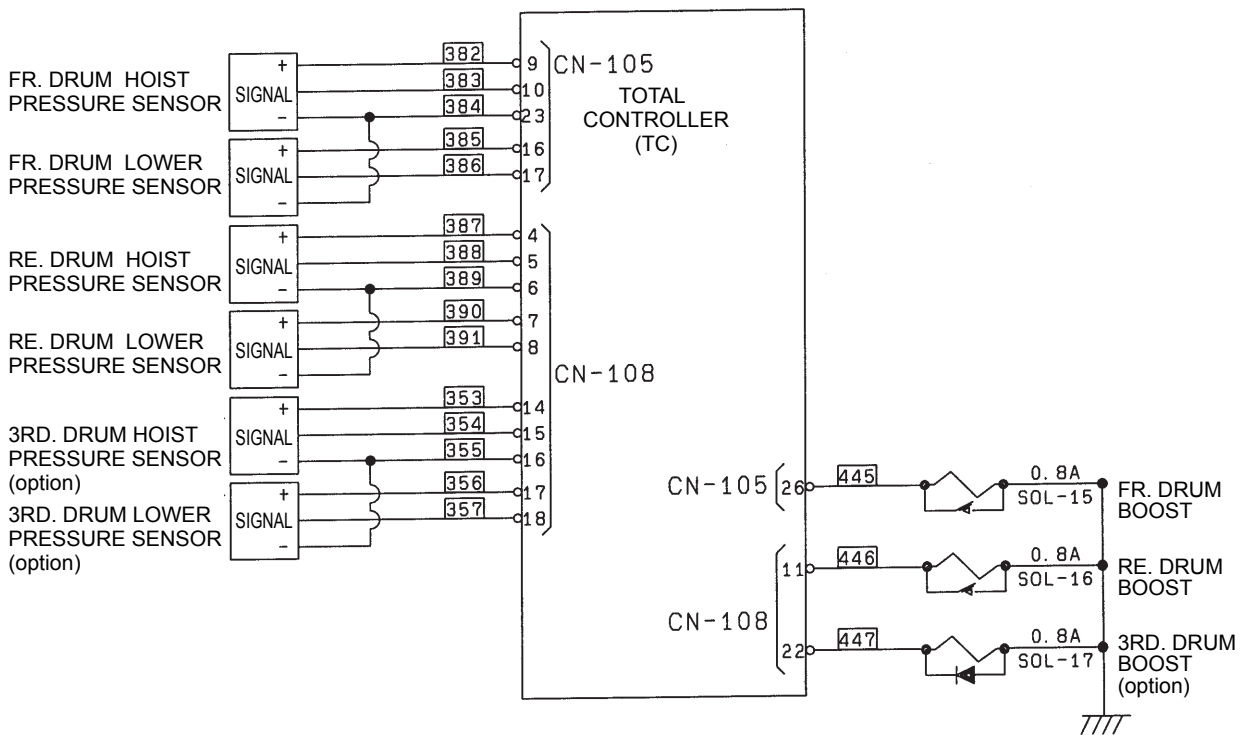 FR. DRUM HOIST
PRESSURE SENSOR
SIGNAL
+
-
382
383
384
9
10
23
CN-105
TOTAL
CONTROLLER
(TC)
FR. DRUM LOWER
PRESSURE SENSOR
SIGNAL
+
-
385
386
16
17
RE. DRUM HOIST
PRESSURE SENSOR
SIGNAL
+
-
387
388
389
4
5
6
RE. DRUM LOWER
PRESSURE SENSOR
SIGNAL
+
-
390
391
7
8
CN-108
3RD. DRUM HOIST
PRESSURE SENSOR
(option)
SIGNAL
+
-
353
354
355
14
15
16
3RD. DRUM LOWER
PRESSURE SENSOR
(option)
SIGNAL
+
-
356
357
17
18
CN-105
26
445
0.8A
SOL-15
FR. DRUM
BOOST
CN-108
11
446
0.8A
SOL-16
RE. DRUM
BOOST
22
447
0.8A
SOL-17
3RD. DRUM
BOOST
(option)